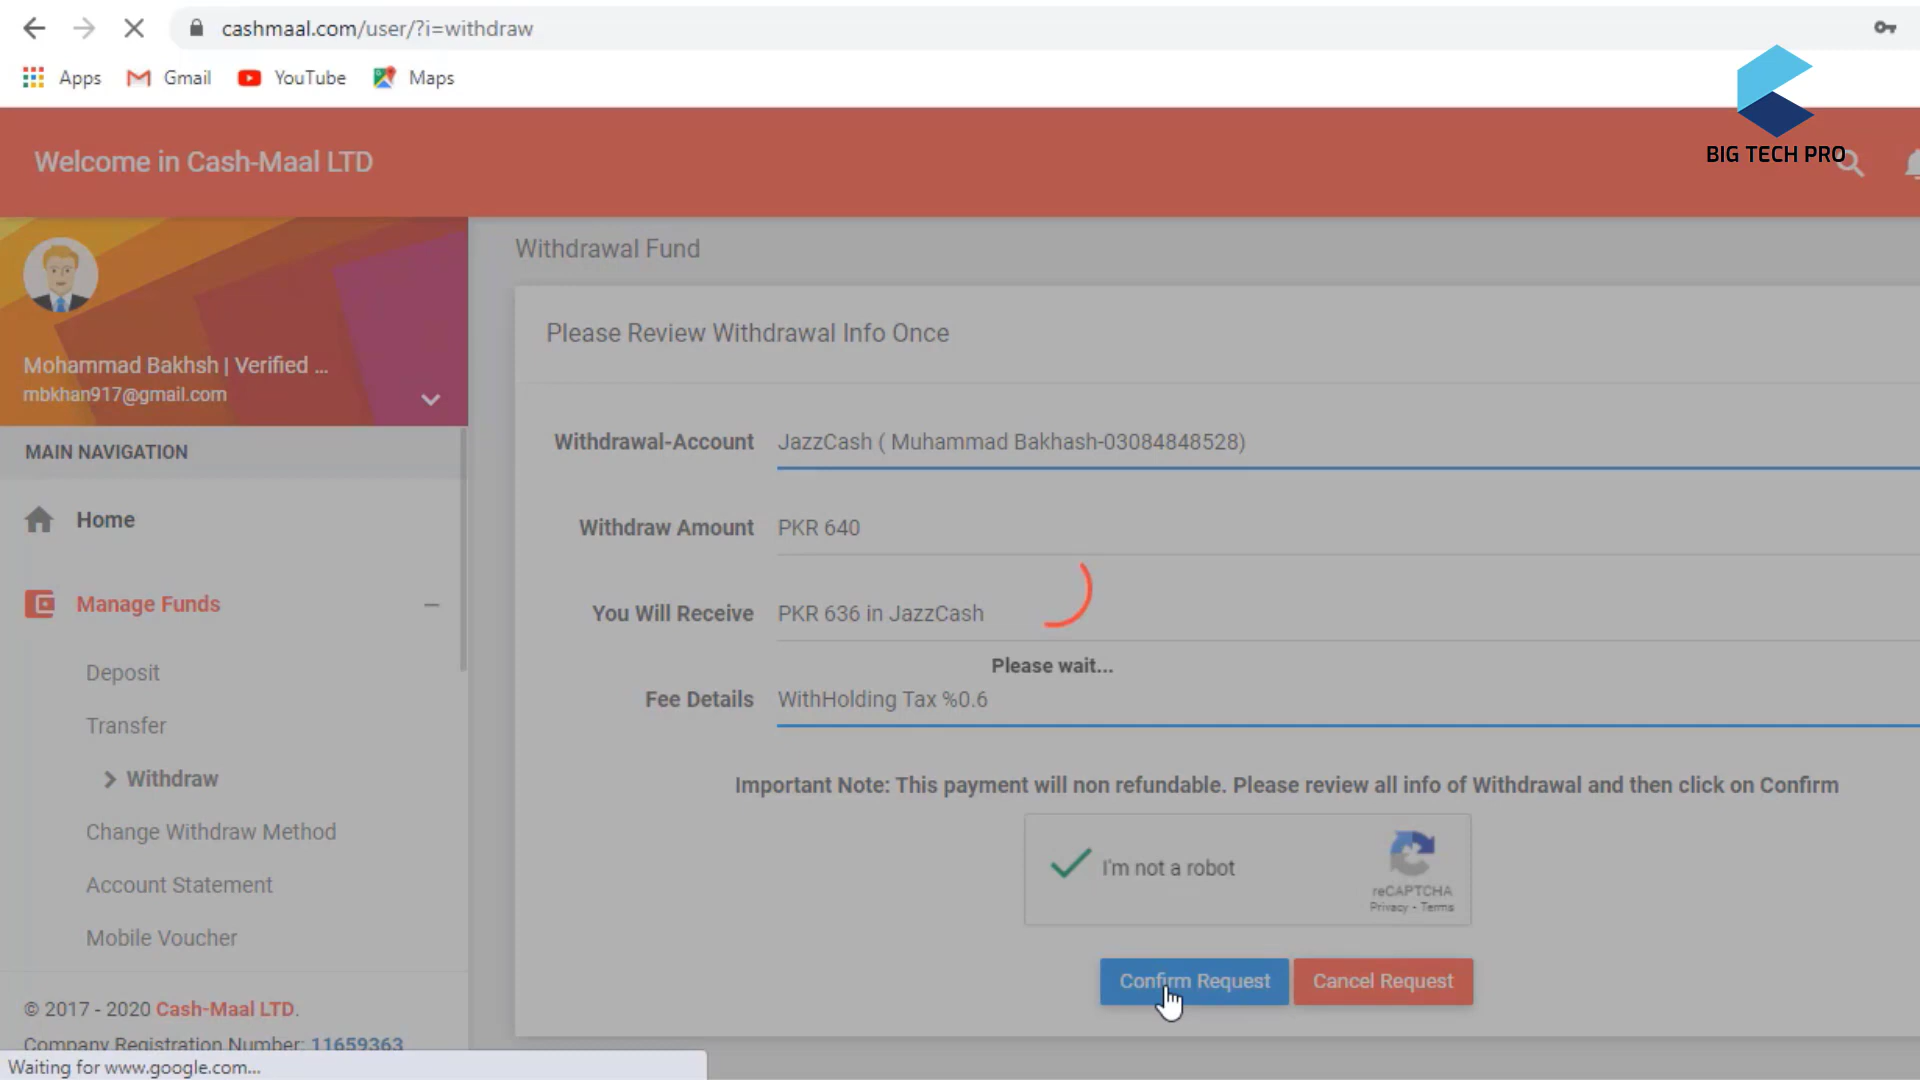 cashmaal.com/user/?i=withdraw
Apps Gmail YouTube Maps
BIG TECH PRO
Welcome in Cash-Maal LTD
Mohammad Bakhsh | Verified ...
mbkhan917@gmail.com
MAIN NAVIGATION
Home
Manage Funds
Deposit
Transfer
Withdraw
Change Withdraw Method
Account Statement
Mobile Voucher
© 2017 - 2020 Cash-Maal LTD.
Company Registration Number: 11659363
Waiting for www.google.com...
Withdrawal Fund
Please Review Withdrawal Info Once
Withdrawal-Account JazzCash ( Muhammad Bakhash-03084848528)
Withdraw Amount PKR 640
You Will Receive PKR 636 in JazzCash
Please wait...
Fee Details WithHolding Tax %0.6
Important Note: This payment will non refundable. Please review all info of Withdrawal and then click on Confirm
I'm not a robot
reCAPTCHA
Privacy - Terms
Confirm Request Cancel Request